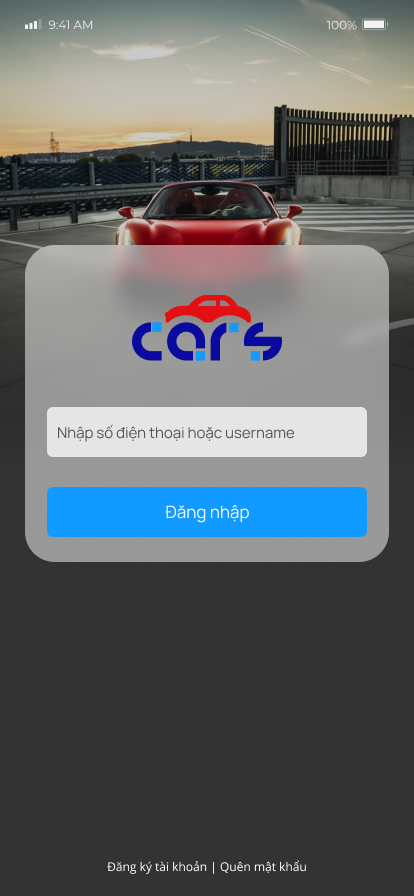 9:41 AM 100%
cars
Nhập số điện thoại hoặc username
Đăng nhập
Đăng ký tài khoản | Quên mật khẩu